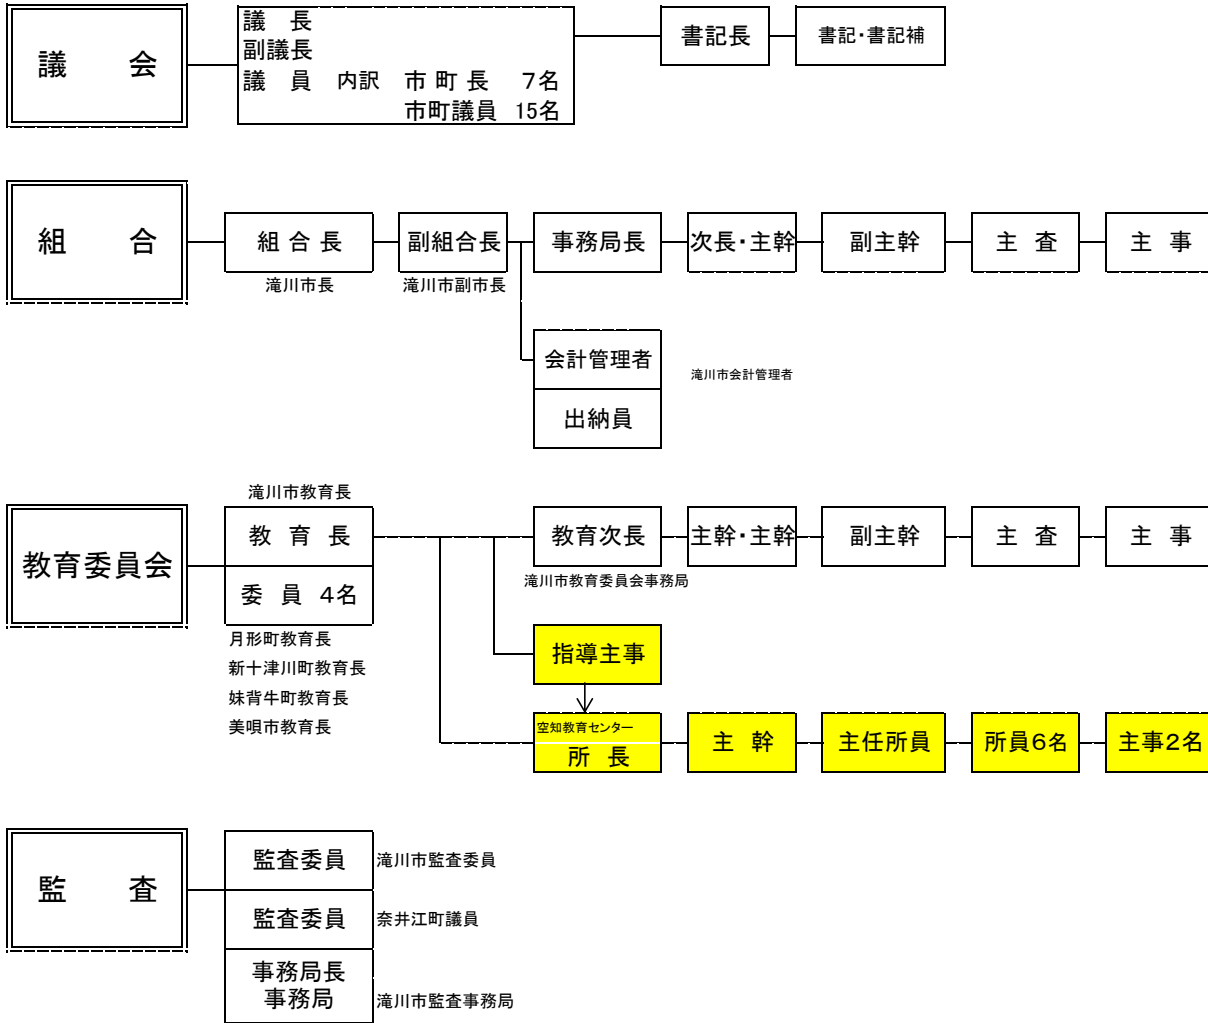 議　会
議　長
副議長
議　員　内訳　市 町 長　7名
市町議員　15名
書記長
書記・書記補
組　合
組 合 長
副組合長
事務局長
次長・主幹
副主幹
主　査
主　事
滝川市長
滝川市副市長
会計管理者
滝川市会計管理者
出納員
滝川市教育長
教育委員会
教　育　長
教育次長
主幹・主幹
副主幹
主　査
主　事
委　員　4名
滝川市教育委員会事務局
月形町教育長
新十津川町教育長
妹背牛町教育長
美唄市教育長
指導主事
空知教育センター
所　長
主　幹
主任所員
所員6名
主事2名
監　査
監査委員
滝川市監査委員
監査委員
奈井江町議員
事務局長
事務局
滝川市監査事務局